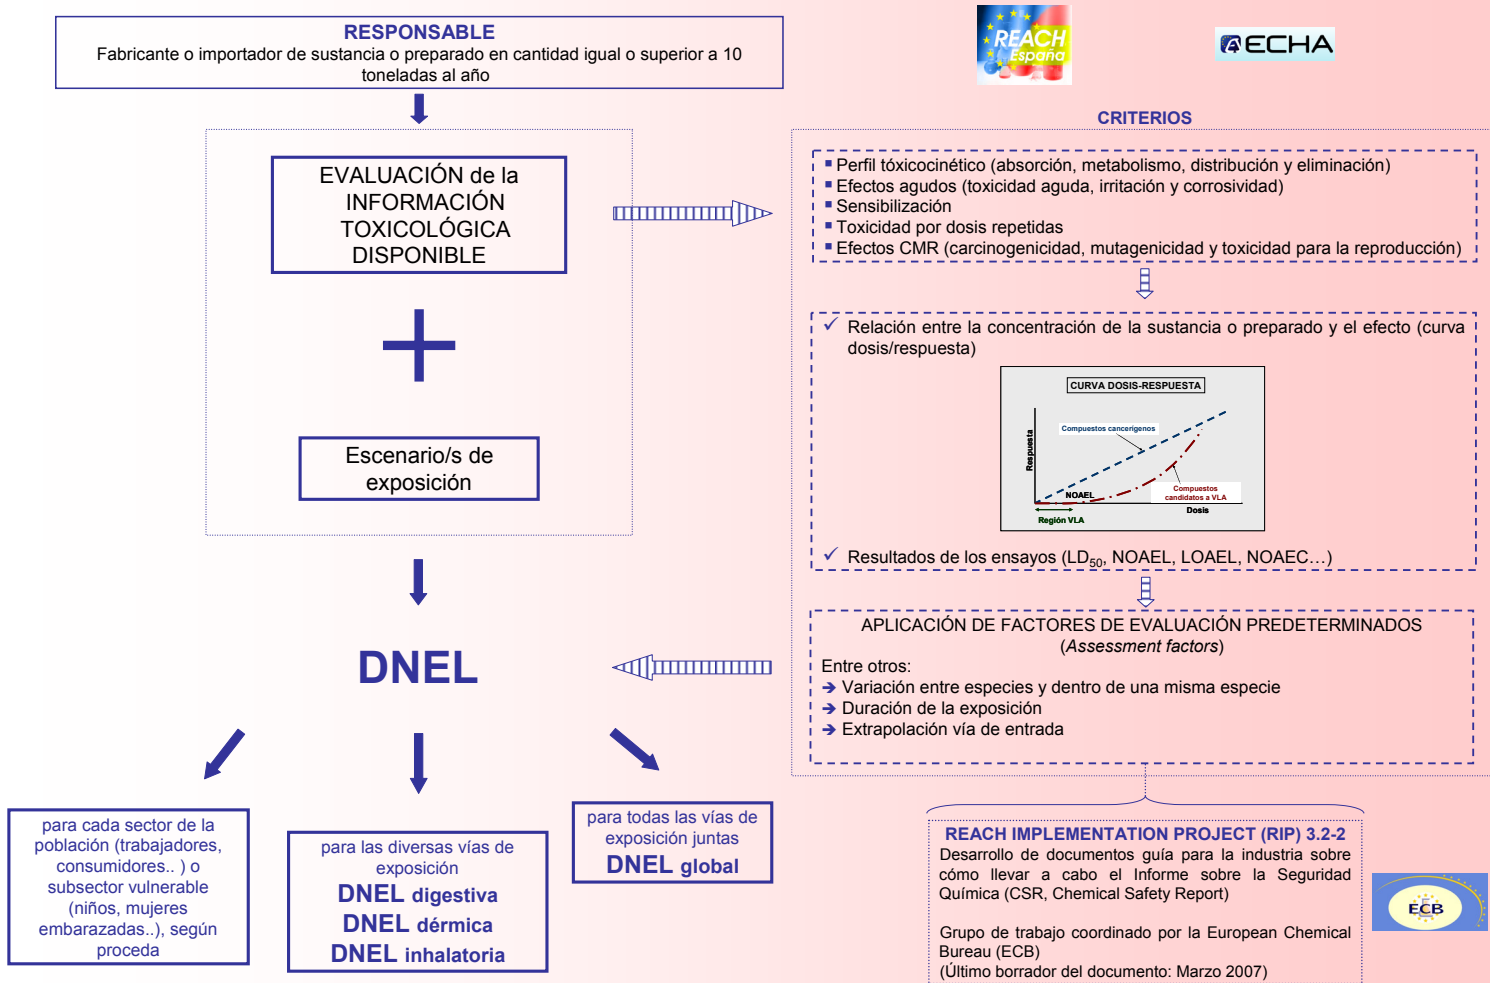 RESPONSABLE
Fabricante o importador de sustancia o preparado en cantidad igual o superior a 10
toneladas al año
REACH
España
ECHA
EVALUACIÓN de la
INFORMACIÓN
TOXICOLÓGICA
DISPONIBLE
+
Escenario/s de
exposición
DNEL
para cada sector de la
población (trabajadores,
consumidores.. ) o
subsector vulnerable
(niños, mujeres
embarazadas..), según
proceda
para las diversas vías de
exposición
DNEL digestiva
DNEL dérmica
DNEL inhalatoria
para todas las vías de
exposición juntas
DNEL global
CRITERIOS
▪ Perfil tóxicocinético (absorción, metabolismo, distribución y eliminación)
▪ Efectos agudos (toxicidad aguda, irritación y corrosividad)
▪ Sensibilización
▪ Toxicidad por dosis repetidas
▪ Efectos CMR (carcinogenicidad, mutagenicidad y toxicidad para la reproducción)
✓ Relación entre la concentración de la sustancia o preparado y el efecto (curva
dosis/respuesta)
CURVA DOSIS-RESPUESTA
Respuesta
Compuestos cancerígenos
NOAEL
Compuestos
candidatos a VLA
Dosis
Región VLA
✓ Resultados de los ensayos (LD50, NOAEL, LOAEL, NOAEC…)
APLICACIÓN DE FACTORES DE EVALUACIÓN PREDETERMINADOS
(Assessment factors)
Entre otros:
➔ Variación entre especies y dentro de una misma especie
➔ Duración de la exposición
➔ Extrapolación vía de entrada
REACH IMPLEMENTATION PROJECT (RIP) 3.2-2
Desarrollo de documentos guía para la industria sobre
cómo llevar a cabo el Informe sobre la Seguridad
Química (CSR, Chemical Safety Report)
Grupo de trabajo coordinado por la European Chemical
Bureau (ECB)
(Último borrador del documento: Marzo 2007)
ECB